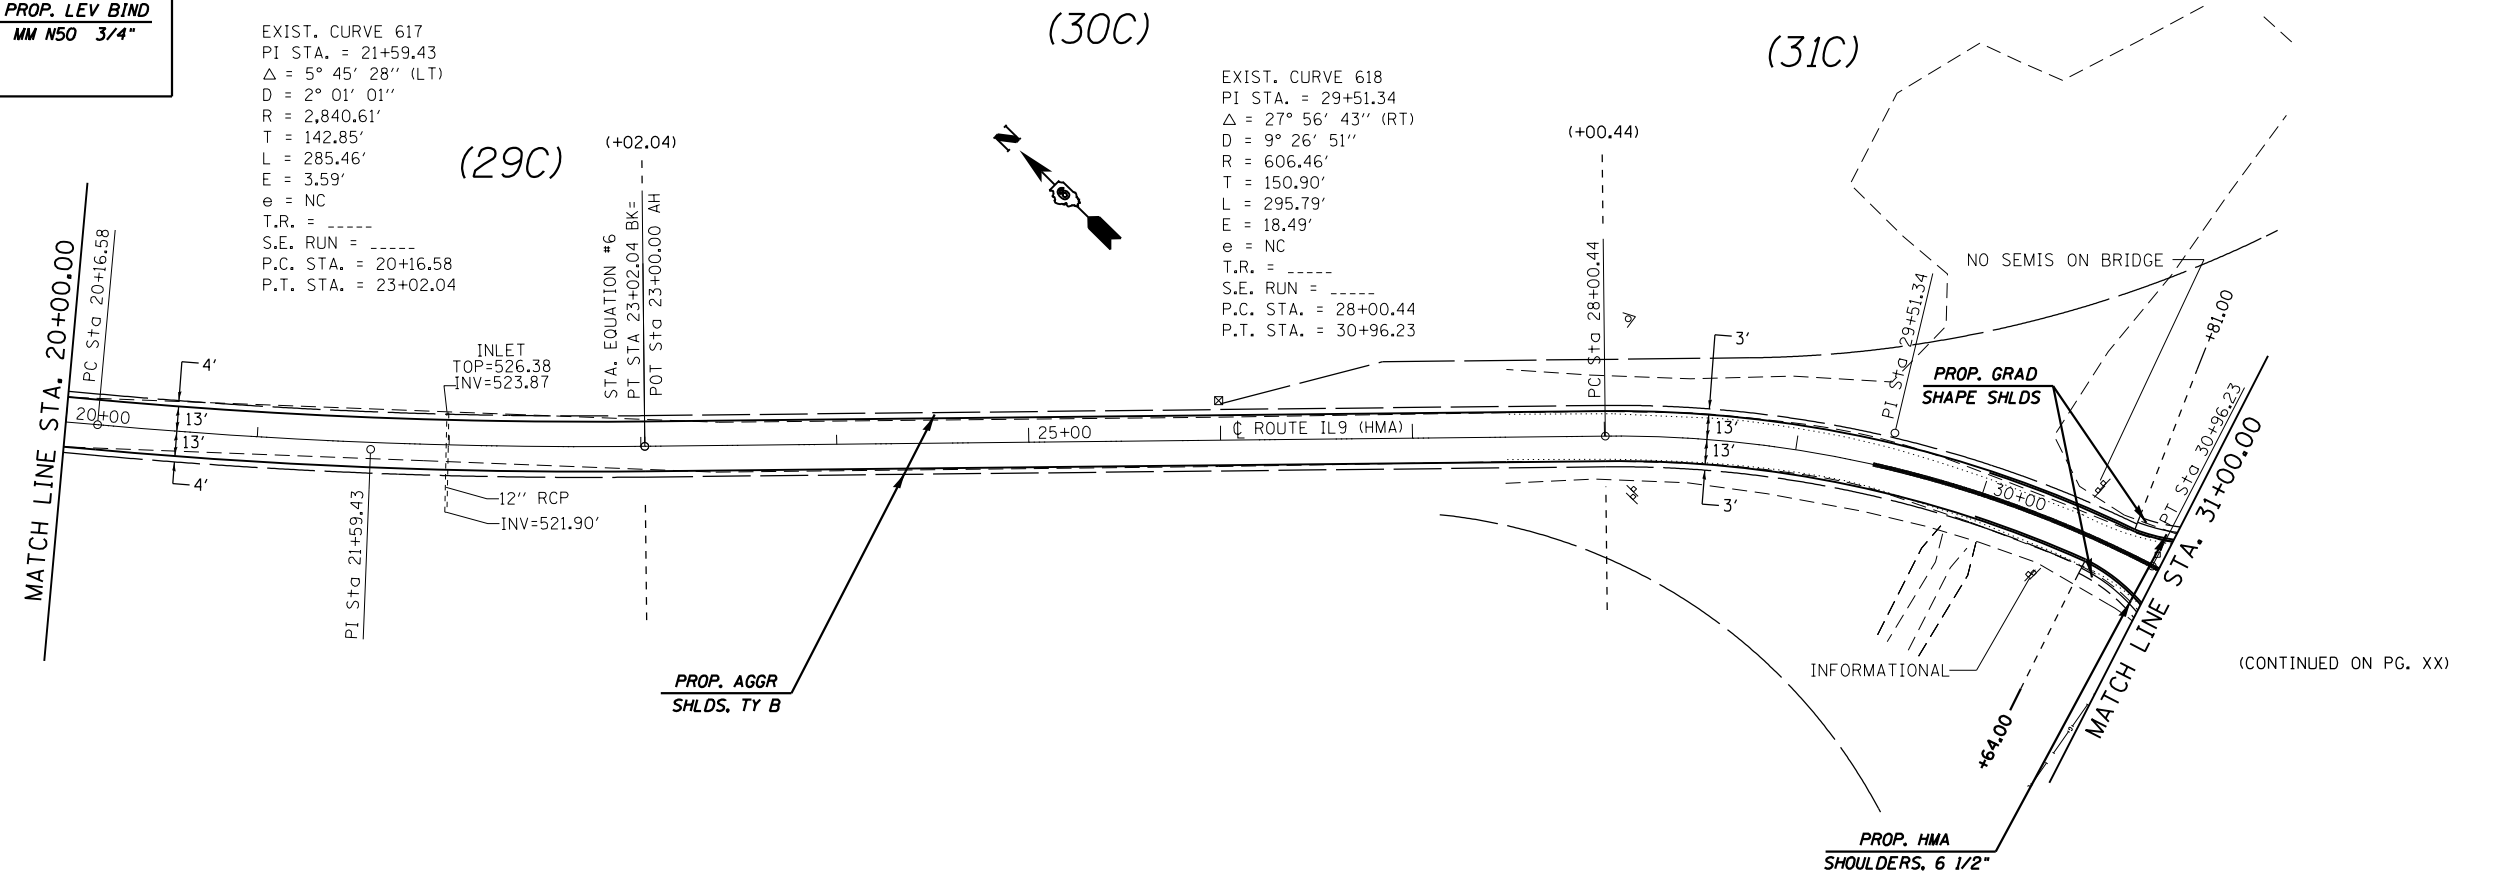 PROP. LEV BIND
MM N50 3/4"
EXIST. CURVE 617
PI STA. = 21+59.43
△ = 5° 45' 28'' (LT)
D = 2° 01' 01''
R = 2,840.61'
T = 142.85'
L = 285.46'
E = 3.59'
e = NC
T.R. = _____
S.E. RUN = _____
P.C. STA. = 20+16.58
P.T. STA. = 23+02.04
(29C)
(30C)
(31C)
(+02.04)
STA. EQUATION #6
PT STA 23+02.04 BK=
POT Sta 23+00.00 AH
N
EXIST. CURVE 618
PI STA. = 29+51.34
△ = 27° 56' 43'' (RT)
D = 9° 26' 51''
R = 606.46'
T = 150.90'
L = 295.79'
E = 18.49'
e = NC
T.R. = _____
S.E. RUN = _____
P.C. STA. = 28+00.44
P.T. STA. = 30+96.23
(+00.44)
PC Sta 28+00.44
PI Sta 29+51.34
NO SEMIS ON BRIDGE
+81.00
PT Sta 30+96.23
MATCH LINE STA. 20+00.00
PC Sta 20+16.58
4'
13'
13'
4'
20+00
INLET
TOP=526.38
INV=523.87
12'' RCP
INV=521.90'
PI Sta 21+59.43
25+00
℄ ROUTE IL9 (HMA)
3'
13'
13'
3'
30+00
PROP. GRAD
SHAPE SHLDS
PROP. AGGR
SHLDS, TY B
INFORMATIONAL
+64.00
MATCH LINE STA. 31+00.00
(CONTINUED ON PG. XX)
PROP. HMA
SHOULDERS, 6 1/2"